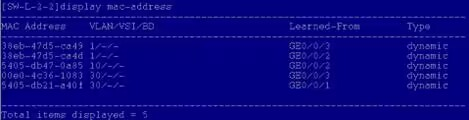 [SW-L-2-2]display mac-address
MAC Address VLAN/VSI/BD Learned-From Type
38eb-47d5-ca49 1/-/- GE0/0/3 dynamic
38eb-47d5-ca4d 1/-/- GE0/0/2 dynamic
5405-db47-0a85 10/-/- GE0/0/2 dynamic
00e0-4c36-1083 30/-/- GE0/0/3 dynamic
5405-db21-a40f 30/-/- GE0/0/1 dynamic
Total items displayed = 5